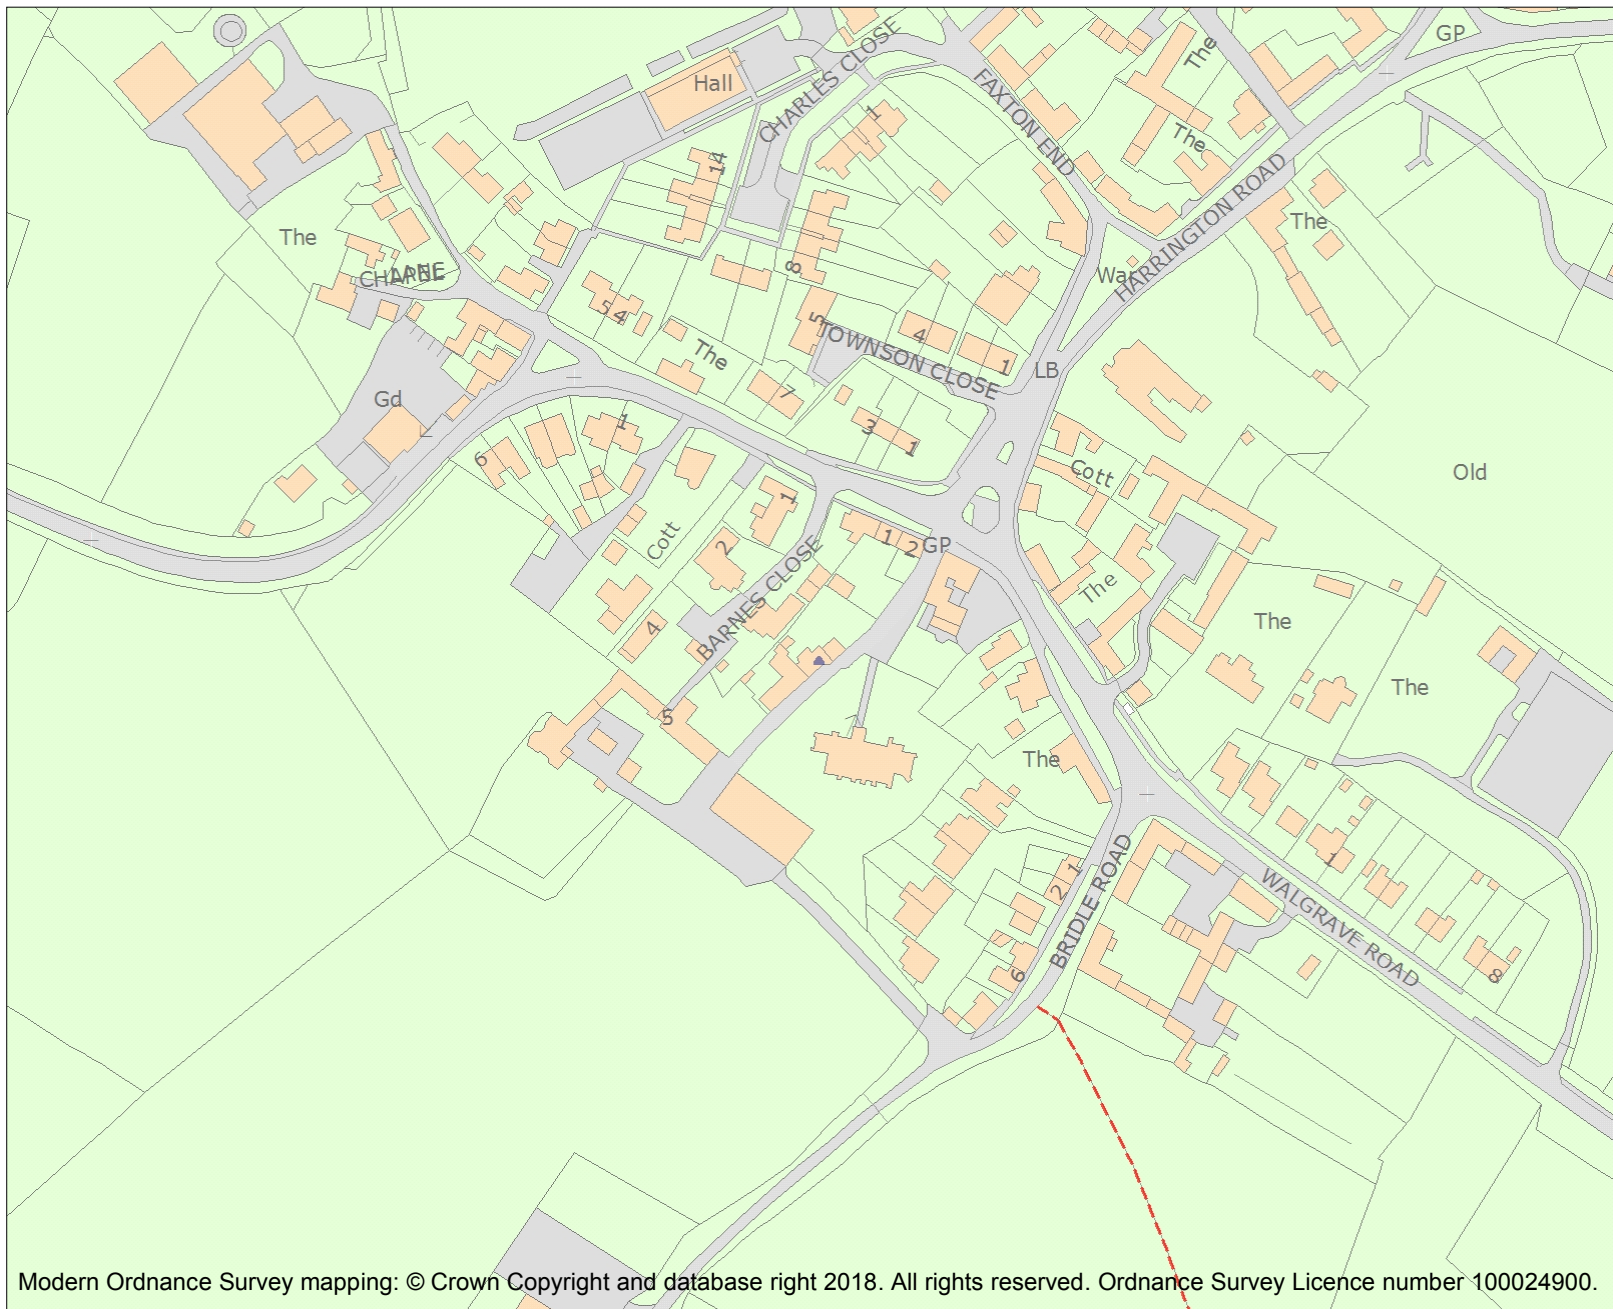 GP
The
Hall
CHARLES CLOSE
1
FAXTON END
The
14
HARRINGTON ROAD
The
The
8
CHAPEL
LANE
War
5
4
5
TOWNSON CLOSE
4
1
The
LB
7
Gd
3
1
1
6
Cott
Old
1
Cott
2
1
2
GP
BARNES CLOSE
The
The
4
The
5
The
1
2
1
BRIDLE ROAD
WALGRAVE ROAD
6
8
Modern Ordnance Survey mapping: © Crown Copyright and database right 2018. All rights reserved. Ordnance Survey Licence number 100024900.